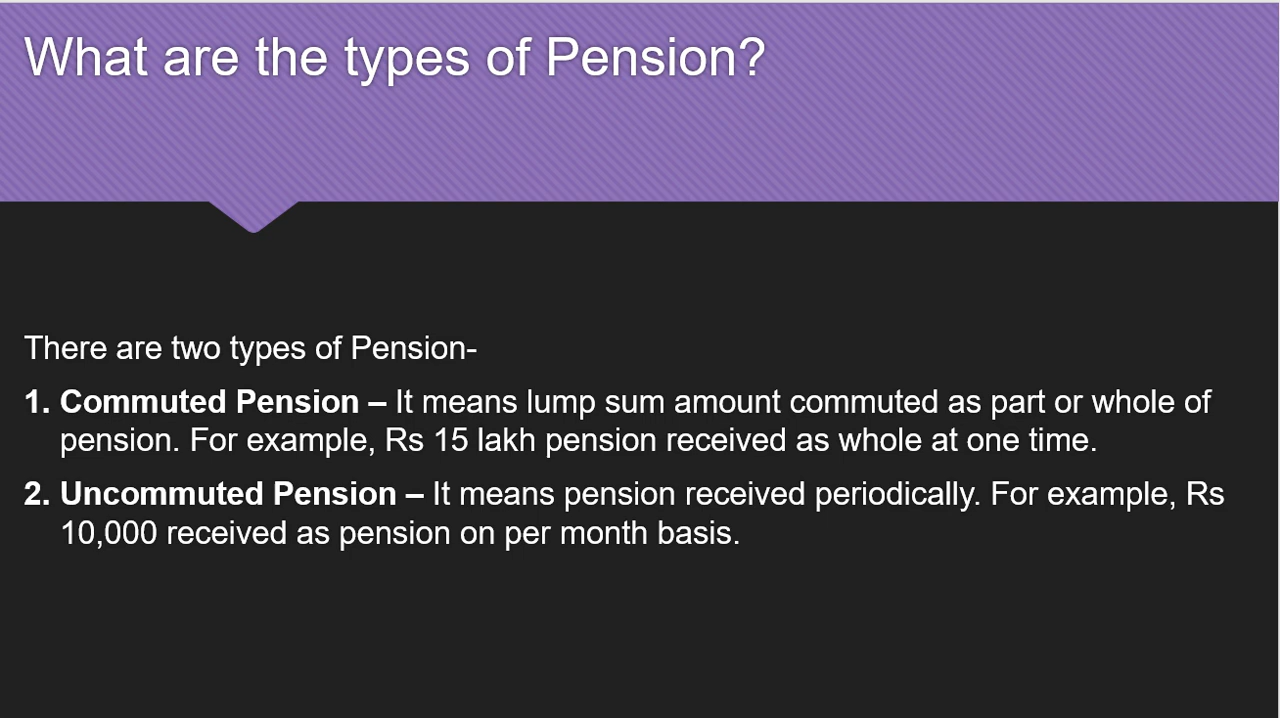 What are the types of Pension?
There are two types of Pension-
1. Commuted Pension – It means lump sum amount commuted as part or whole of
pension. For example, Rs 15 lakh pension received as whole at one time.
2. Uncommuted Pension – It means pension received periodically. For example, Rs
10,000 received as pension on per month basis.